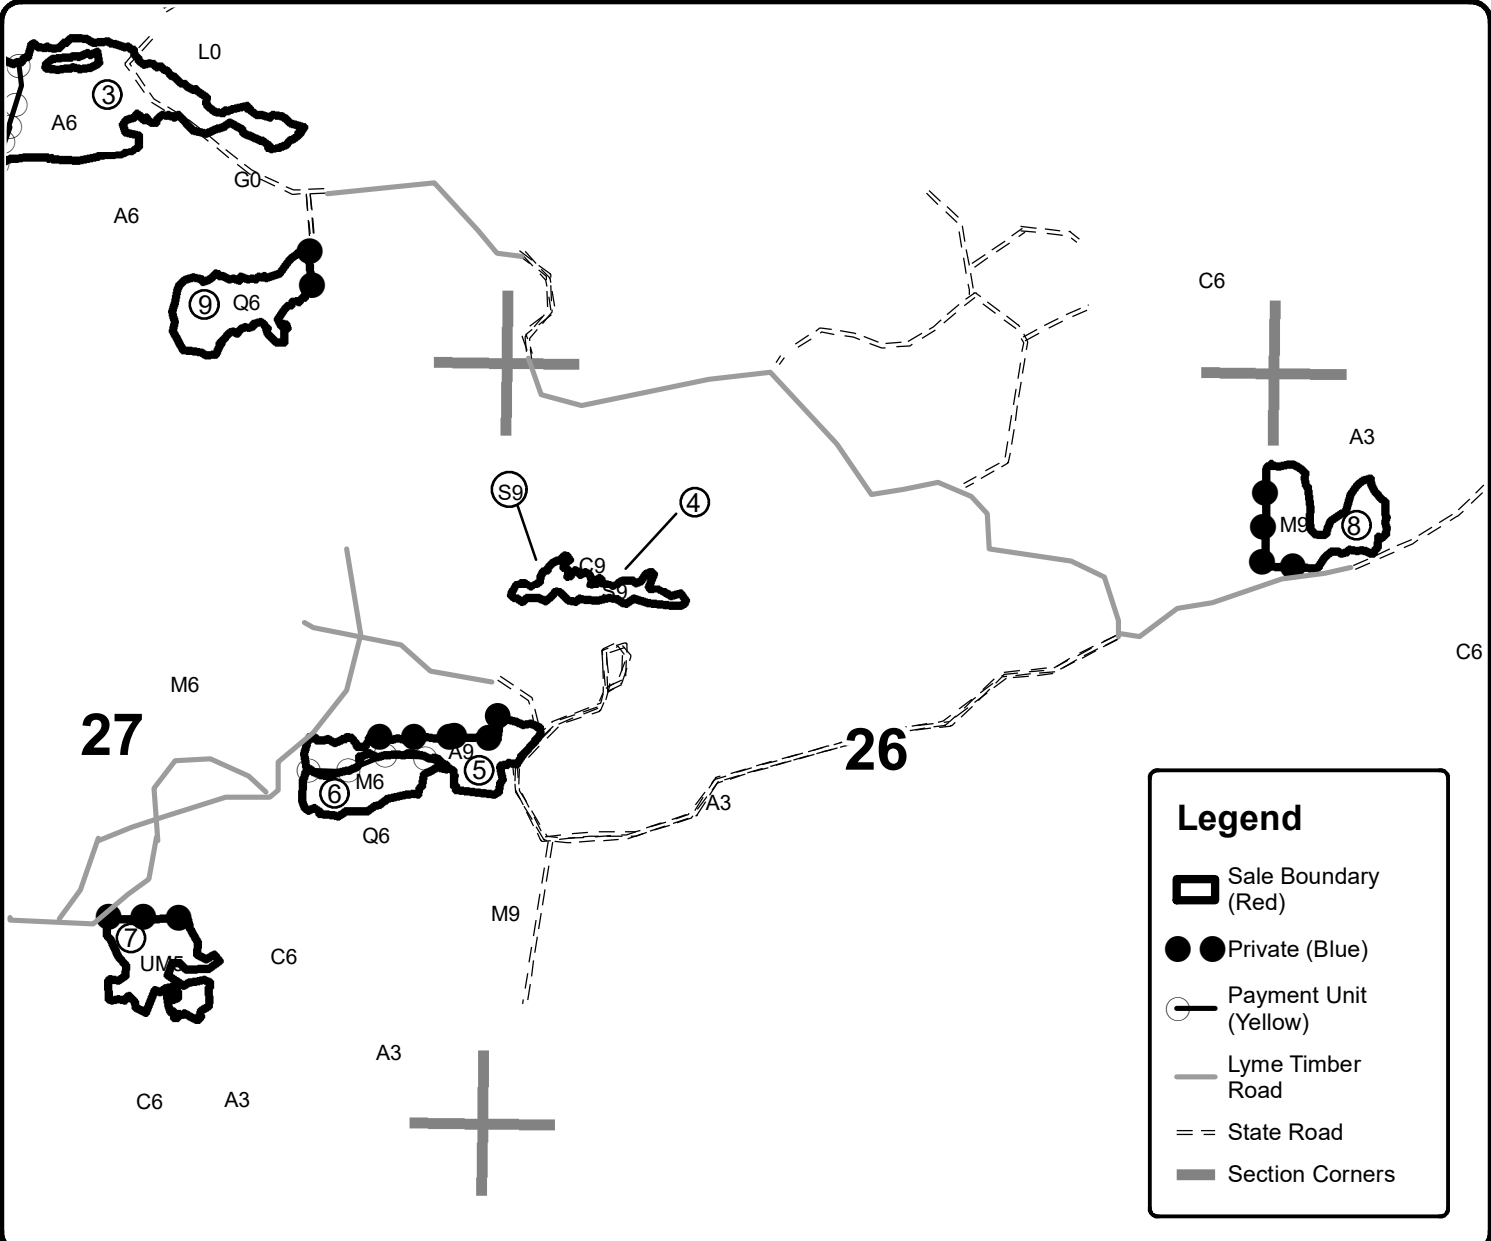 L0
3
A6
G0
A6
9
Q6
C6
A3
S9
4
M9
8
C9
S9
C6
M6
27
26
A9
5
M6
6
A3
Q6
M9
7
UM5
C6
A3
C6
A3
Legend
Sale Boundary
(Red)
Private (Blue)
Payment Unit
(Yellow)
Lyme Timber
Road
State Road
Section Corners